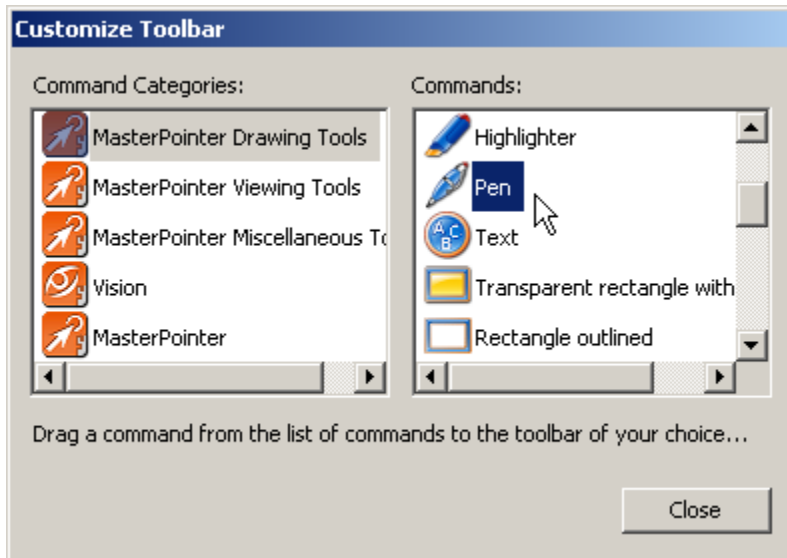 Customize Toolbar
Command Categories:
MasterPointer Drawing Tools
MasterPointer Viewing Tools
MasterPointer Miscellaneous To
Vision
MasterPointer
Commands:
Highlighter
Pen
Text
Transparent rectangle with
Rectangle outlined
Drag a command from the list of commands to the toolbar of your choice...
Close